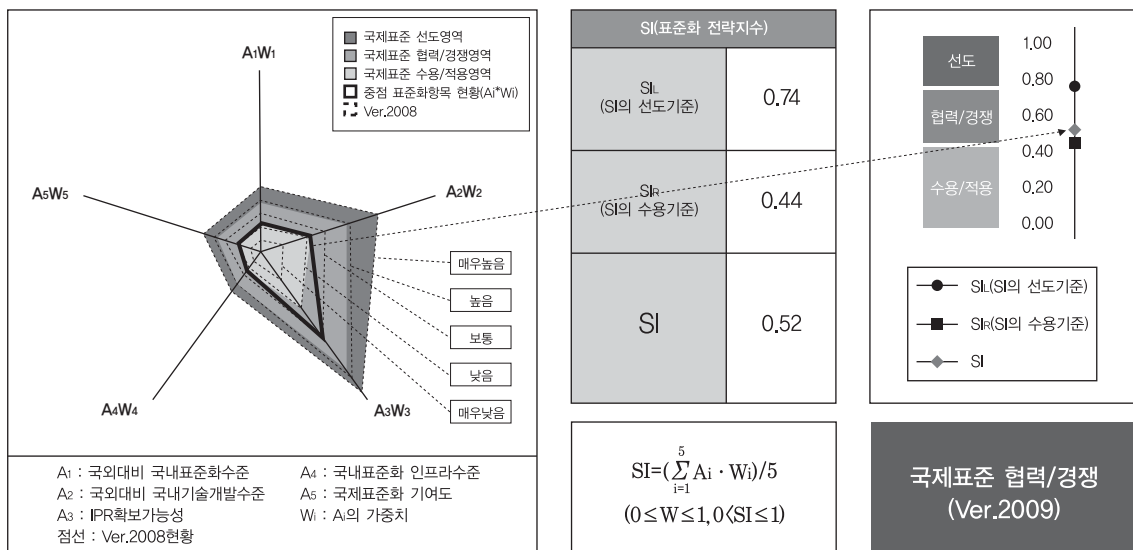 A1W1
A2W2
A3W3
A4W4
A5W5
국제표준 선도영역
국제표준 협력/경쟁영역
국제표준 수용/적용영역
중점 표준화항목 현황(Ai*Wi)
Ver.2008
매우높음
높음
보통
낮음
매우낮음
A1 : 국외대비 국내표준화수준
A2 : 국외대비 국내기술개발수준
A3 : IPR확보가능성
점선 : Ver.2008현황
A4 : 국내표준화 인프라수준
A5 : 국제표준화 기여도
Wi : Ai의 가중치
SI(표준화 전략지수)
SIL
(SI의 선도기준)
0.74
SIR
(SI의 수용기준)
0.44
SI
0.52
SI=(∑Ai · Wi)/5
5
i=1
(0≤W≤1, 0<SI≤1)
선도
협력/경쟁
수용/적용
1.00
0.80
0.60
0.40
0.20
0.00
SIL(SI의 선도기준)
SIR(SI의 수용기준)
SI
국제표준 협력/경쟁
(Ver.2009)